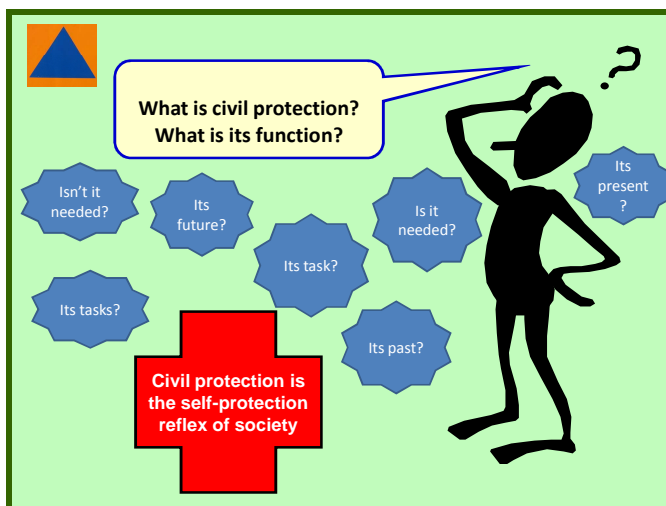 What is civil protection?
What is its function?
Its
present
?
Isn't it
needed?
Its
future?
Is it
needed?
Its task?
Its tasks?
Its past?
Civil protection is
the self-protection
reflex of society
?